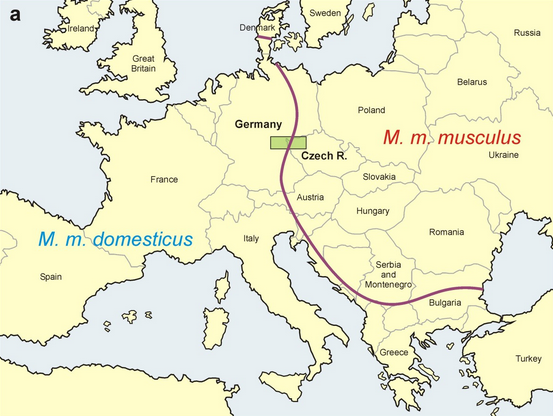 a
Ireland
Great
Britain
Denmark
Sweden
Russia
Belarus
Poland
Germany
M. m. musculus
Czech R.
Ukraine
France
Slovakia
Austria
Hungary
M. m. domesticus
Italy
Romania
Spain
Serbia
and
Montenegro
Bulgaria
Greece
Turkey